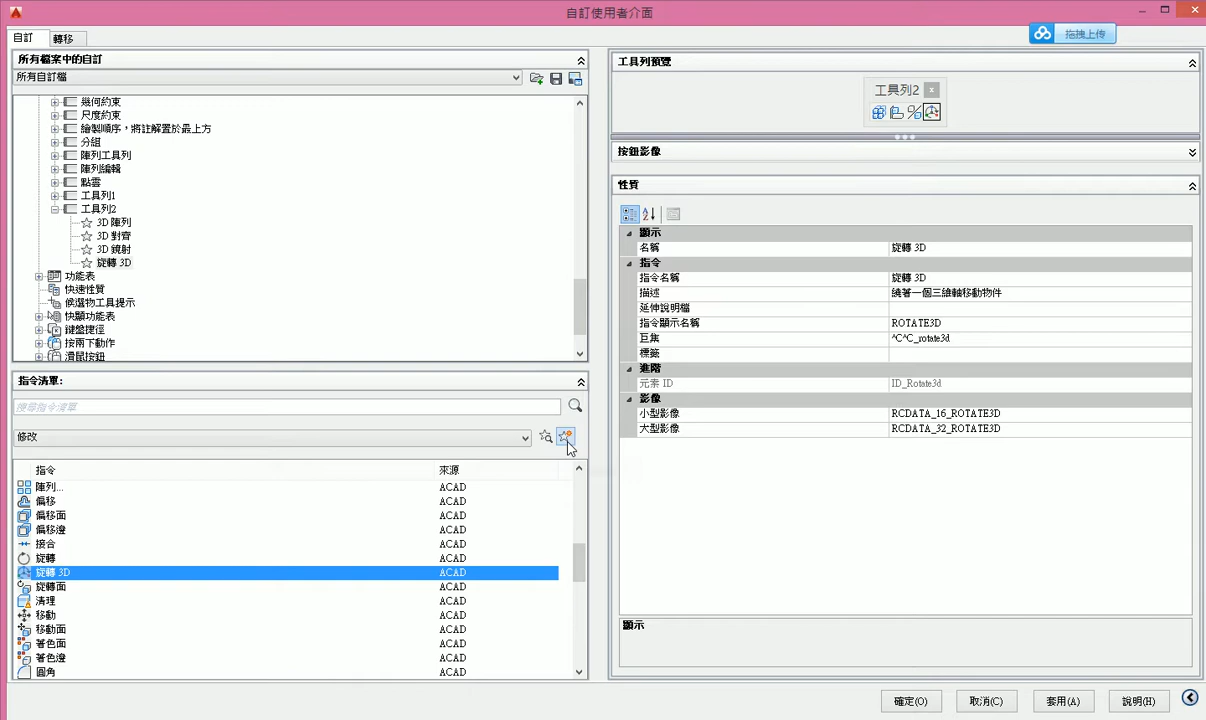 自訂使用者介面
自訂
轉移
拖拽上传
所有檔案中的自訂
所有自訂檔
幾何約束
尺度約束
繪製順序，將註解置於最上方
分組
陣列工具列
陣列編輯
點雲
工具列1
工具列2
3D 陣列
3D 對齊
3D 鏡射
旋轉 3D
功能表
快速性質
候選物工具提示
快顯功能表
鍵盤捷徑
按兩下動作
滑鼠按鈕
指令清單:
搜尋指令清單
修改
指令 來源
陣列... ACAD
偏移 ACAD
偏移面 ACAD
偏移邊 ACAD
接合 ACAD
旋轉 ACAD
旋轉 3D ACAD
旋轉面 ACAD
清理 ACAD
移動 ACAD
移動面 ACAD
著色面 ACAD
著色邊 ACAD
圓角 ACAD
工具列預覽
工具列2
按鈕影像
性質
顯示
名稱 旋轉 3D
指令
指令名稱 旋轉 3D
描述 繞著一個三維軸移動物件
延伸說明檔
指令顯示名稱 ROTATE3D
巨集 ^C^C_rotate3d
標籤
進階
元素 ID ID_Rotate3d
影像
小型影像 RCDATA_16_ROTATE3D
大型影像 RCDATA_32_ROTATE3D
顯示
確定(O) 取消(C) 套用(A) 說明(H)